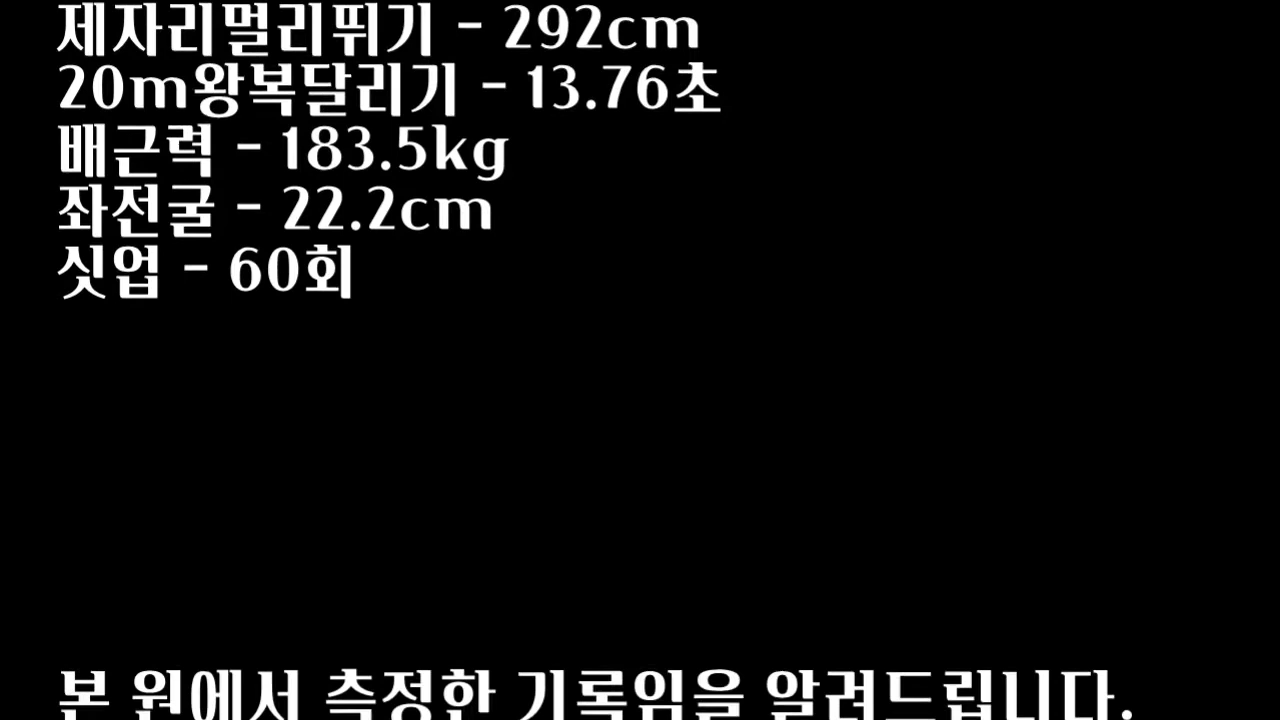 제자리멀리뛰기 - 292cm
20m왕복달리기 - 13.76초
배근력 - 183.5kg
좌전굴 - 22.2cm
싯업 - 60회
본 원에서 측정한 기록임을 알려드립니다.